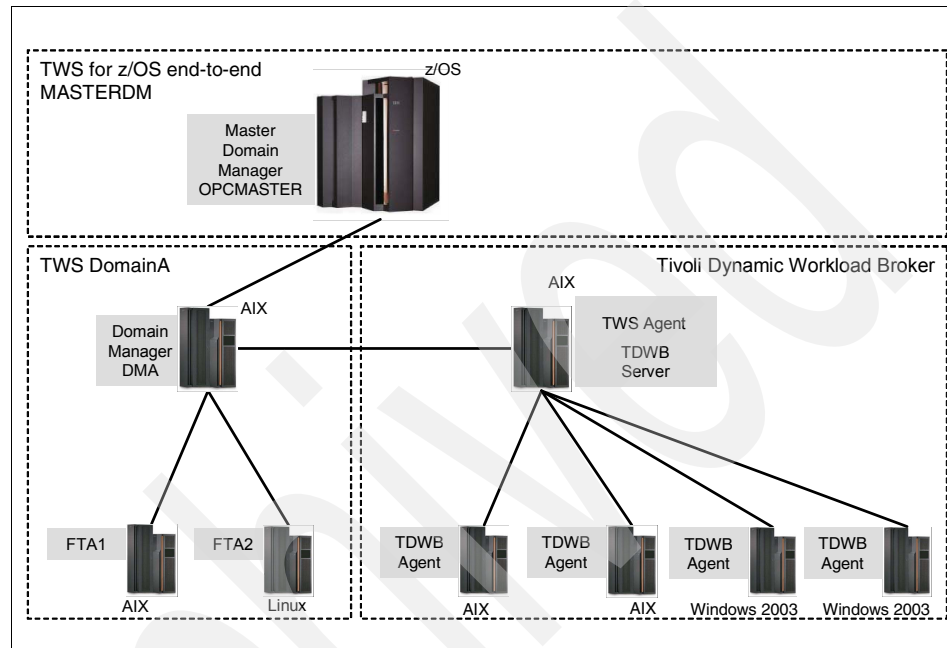 TWS for z/OS end-to-end
MASTERDM
z/OS
Master
Domain
Manager
OPCMASTER
TWS DomainA
AIX
Domain
Manager
DMA
FTA1
AIX
FTA2
Linux
Tivoli Dynamic Workload Broker
AIX
TWS Agent
TDWB
Server
TDWB
Agent
AIX
TDWB
Agent
AIX
TDWB
Agent
Windows 2003
TDWB
Agent
Windows 2003